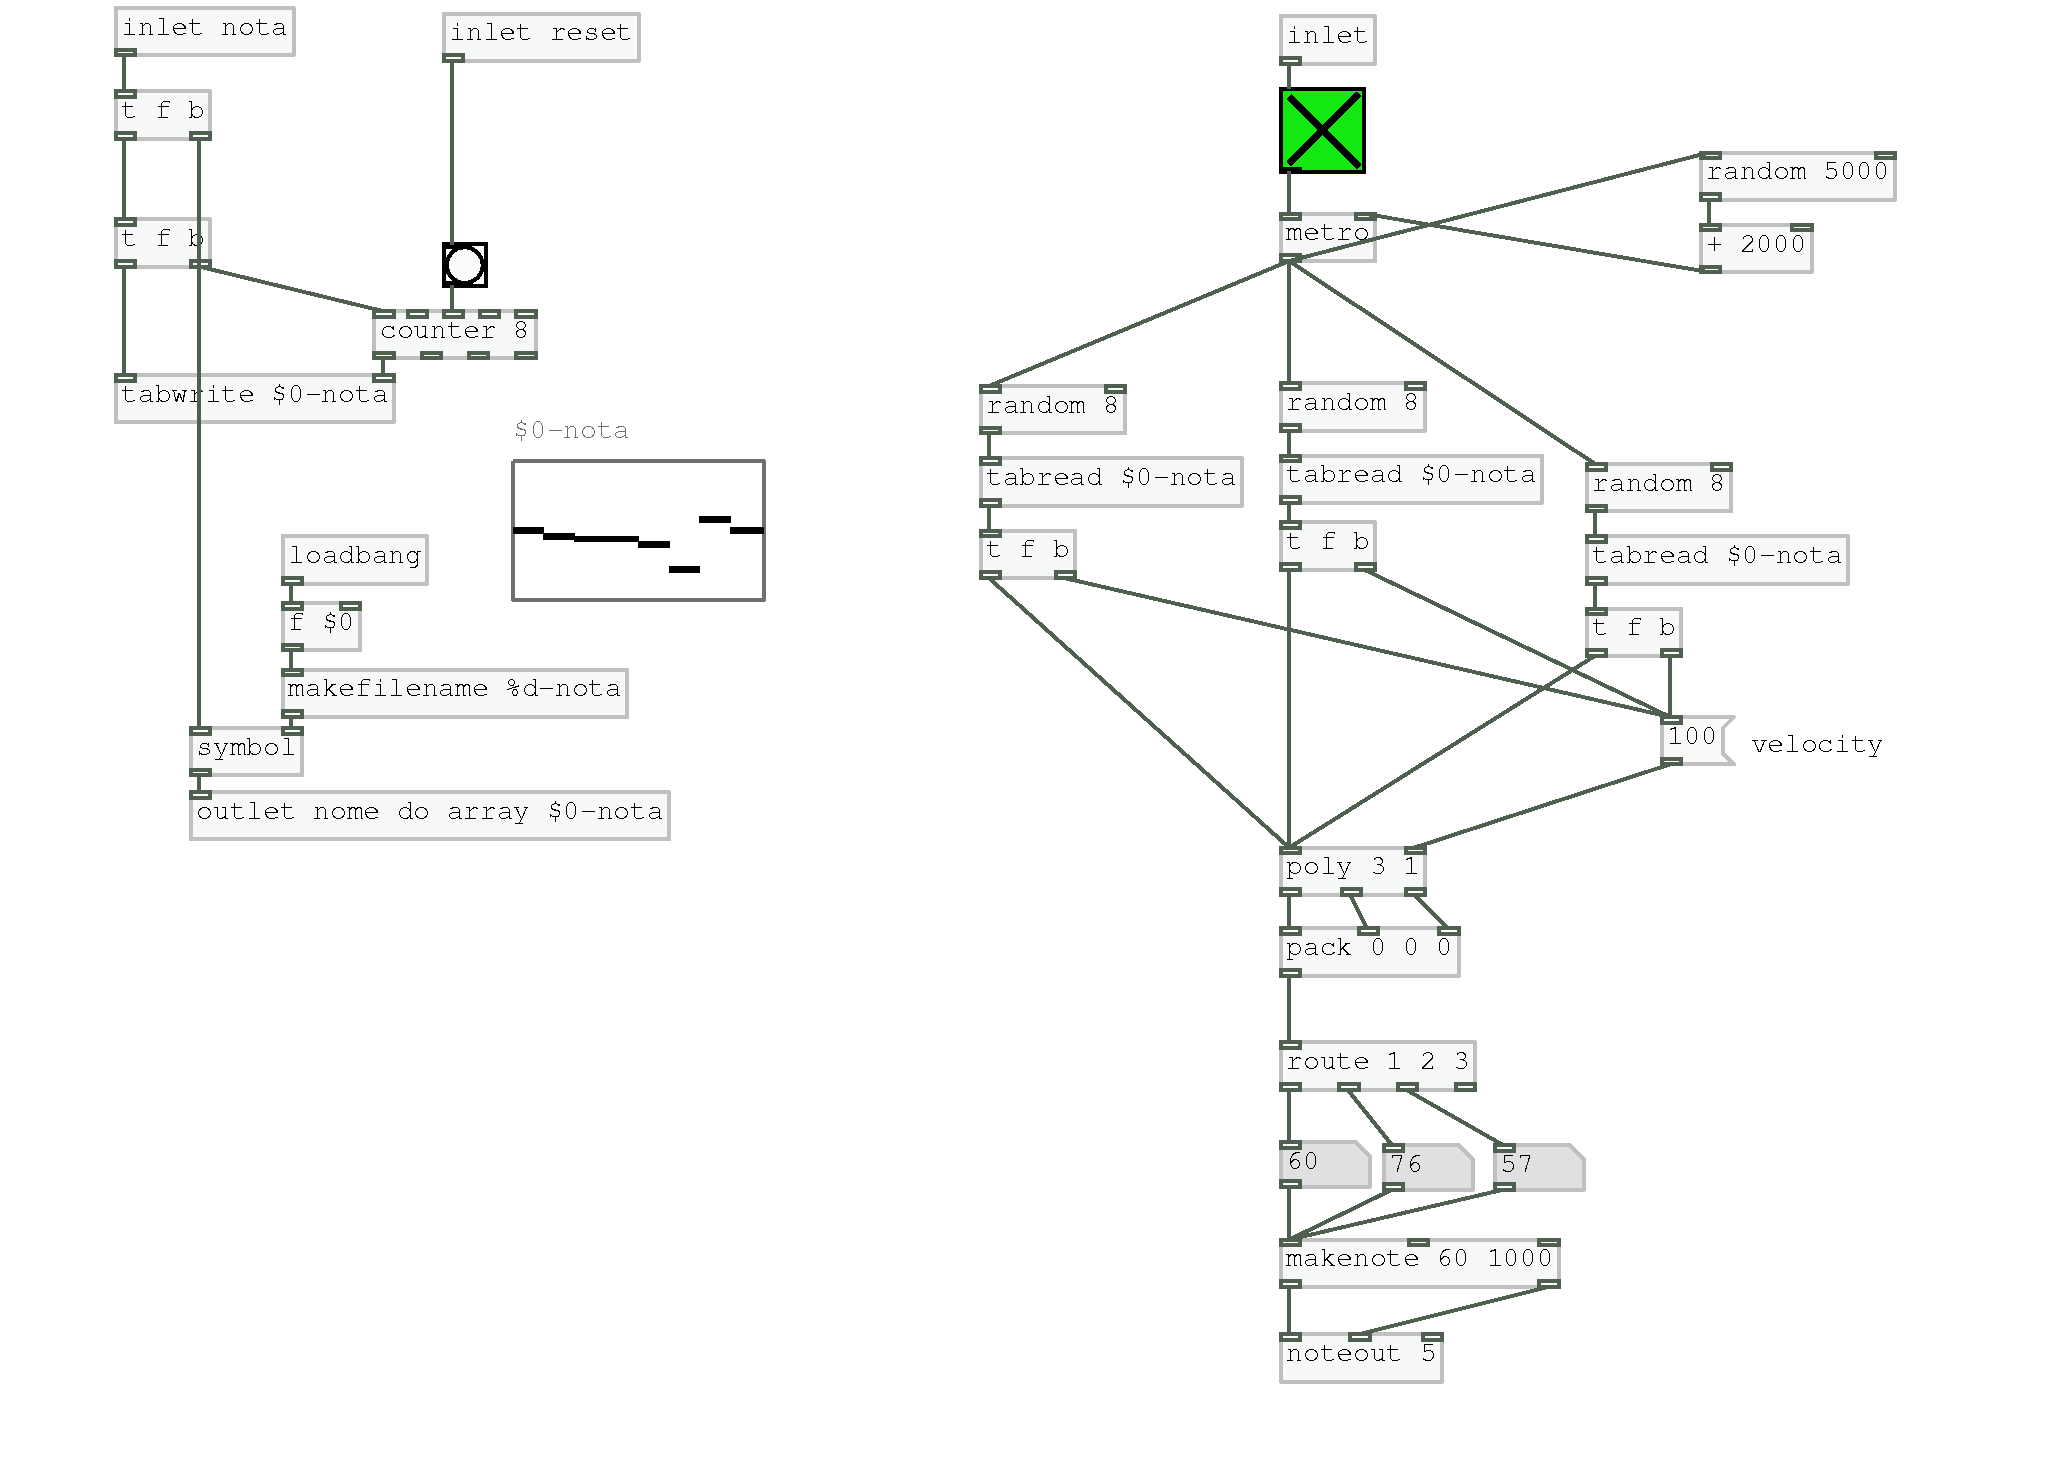 inlet nota
inlet reset
t f b
t f b
counter 8
tabwrite $0-nota
$0-nota
loadbang
f $0
makefilename %d-nota
symbol
outlet nome do array $0-nota
inlet
metro
random 5000
+ 2000
random 8
tabread $0-nota
t f b
random 8
tabread $0-nota
t f b
random 8
tabread $0-nota
t f b
100
velocity
poly 3 1
pack 0 0 0
route 1 2 3
60
76
57
makenote 60 1000
noteout 5